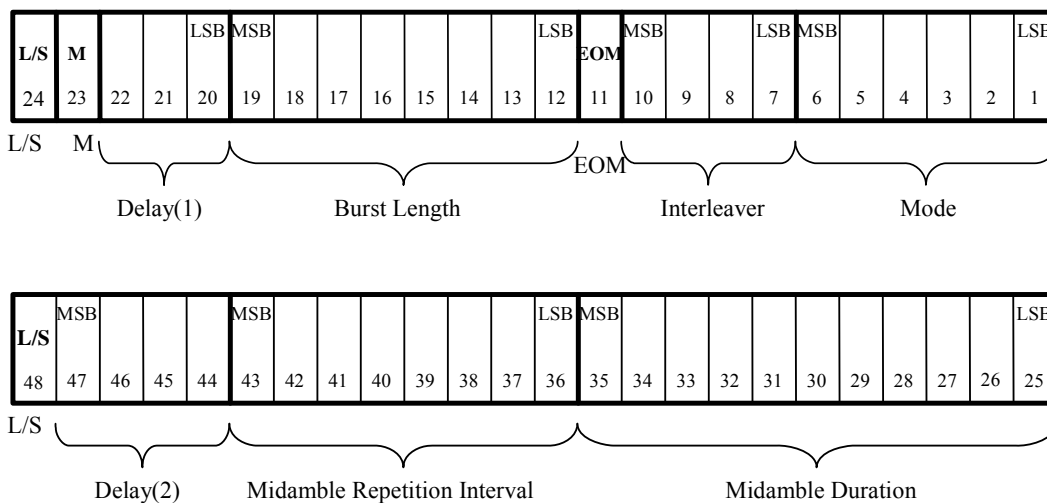 LSB MSB LSB MSB LSB MSB LSB
L/S M EOM
24 23 22 21 20 19 18 17 16 15 14 13 12 11 10 9 8 7 6 5 4 3 2 1
L/S M EOM
Delay(1) Burst Length Interleaver Mode
MSB MSB LSB MSB LSB
L/S
48 47 46 45 44 43 42 41 40 39 38 37 36 35 34 33 32 31 30 29 28 27 26 25
L/S
Delay(2) Midamble Repetition Interval Midamble Duration